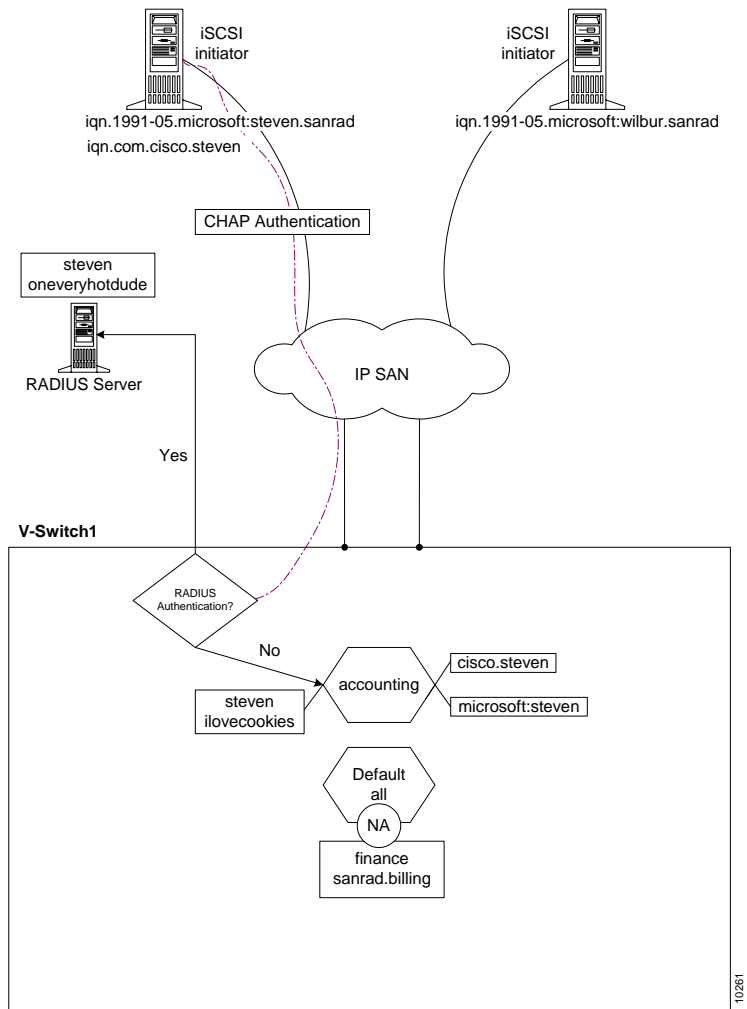 iSCSI
initiator
iSCSI
initiator
iqn.1991-05.microsoft:steven.sanrad
iqn.com.cisco.steven
iqn.1991-05.microsoft:wilbur.sanrad
CHAP Authentication
steven
oneveryhotdude
RADIUS Server
IP SAN
Yes
V-Switch1
RADIUS
Authentication?
No
accounting
cisco.steven
microsoft:steven
steven
ilovecookies
Default
all
NA
finance
sanrad.billing
10261